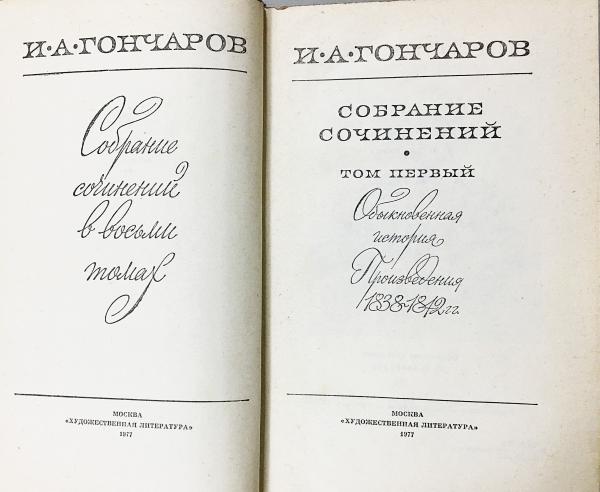 И·А·ГОНЧАРОВ
Собрание
сочинений
в восьми
томах
МОСКВА
«ХУДОЖЕСТВЕННАЯ ЛИТЕРАТУРА»
1977
И·А·ГОНЧАРОВ
СОБРАНИЕ
СОЧИНЕНИЙ
ТОМ ПЕРВЫЙ
Обыкновенная
история
Произведения
1838-1842 гг.
МОСКВА
«ХУДОЖЕСТВЕННАЯ ЛИТЕРАТУРА»
1977